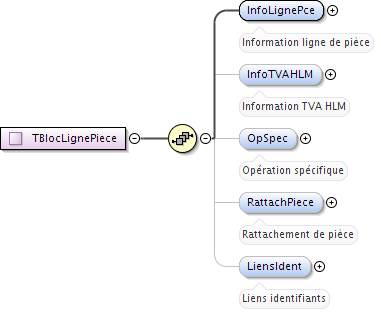 InfoLignePce
Information ligne de pièce
InfoTVAHLM
Information TVA HLM
TBlocLignePiece
OpSpec
Opération spécifique
RattachPiece
Rattachement de pièce
LiensIdent
Liens identifiants